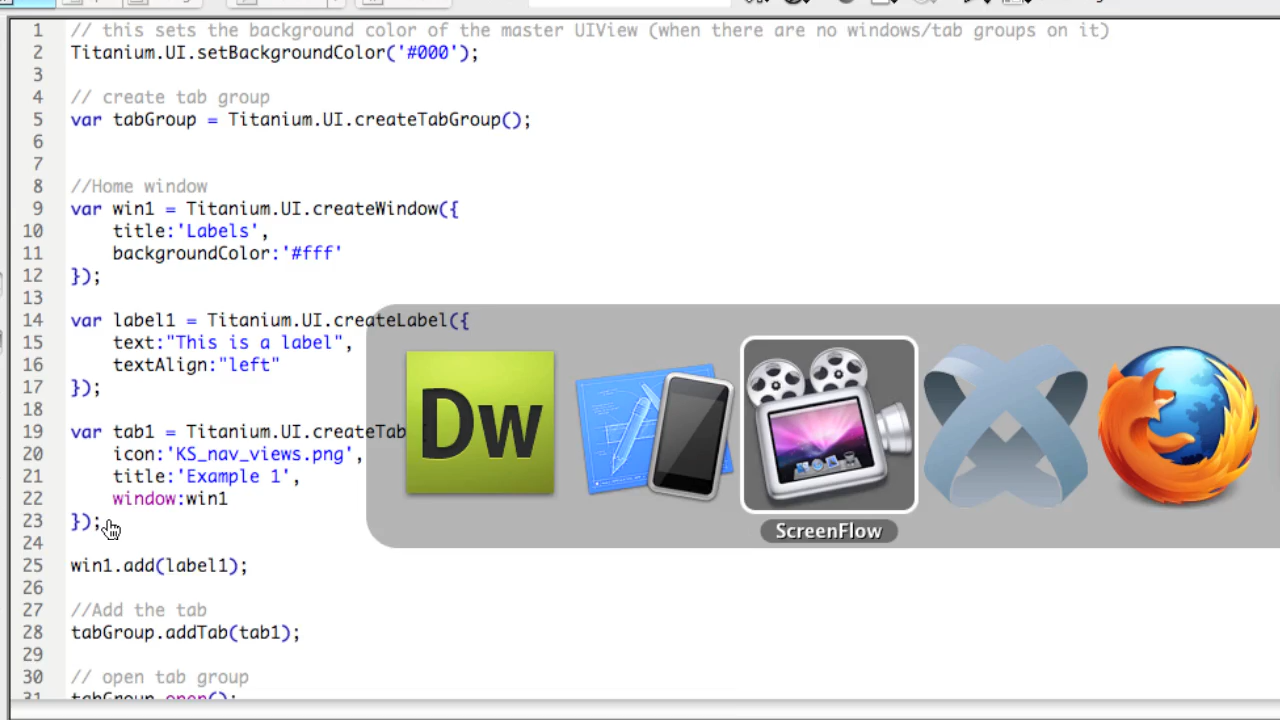 1 // this sets the background color of the master UIView (when there are no windows/tab groups on it)
2 Titanium.UI.setBackgroundColor('#000');
3
4 // create tab group
5 var tabGroup = Titanium.UI.createTabGroup();
6
7
8 //Home window
9 var win1 = Titanium.UI.createWindow({
10 title:'Labels',
11 backgroundColor:'#fff'
12 });
13
14 var label1 = Titanium.UI.createLabel({
15 text:"This is a label",
16 textAlign:"left"
17 });
18
19 var tab1 = Titanium.UI.createTab
20 icon:'KS_nav_views.png',
21 title:'Example 1',
22 window:win1
23 });
24
25 win1.add(label1);
26
27 //Add the tab
28 tabGroup.addTab(tab1);
29
30 // open tab group
31 tabGroup.open();
Dw
ScreenFlow